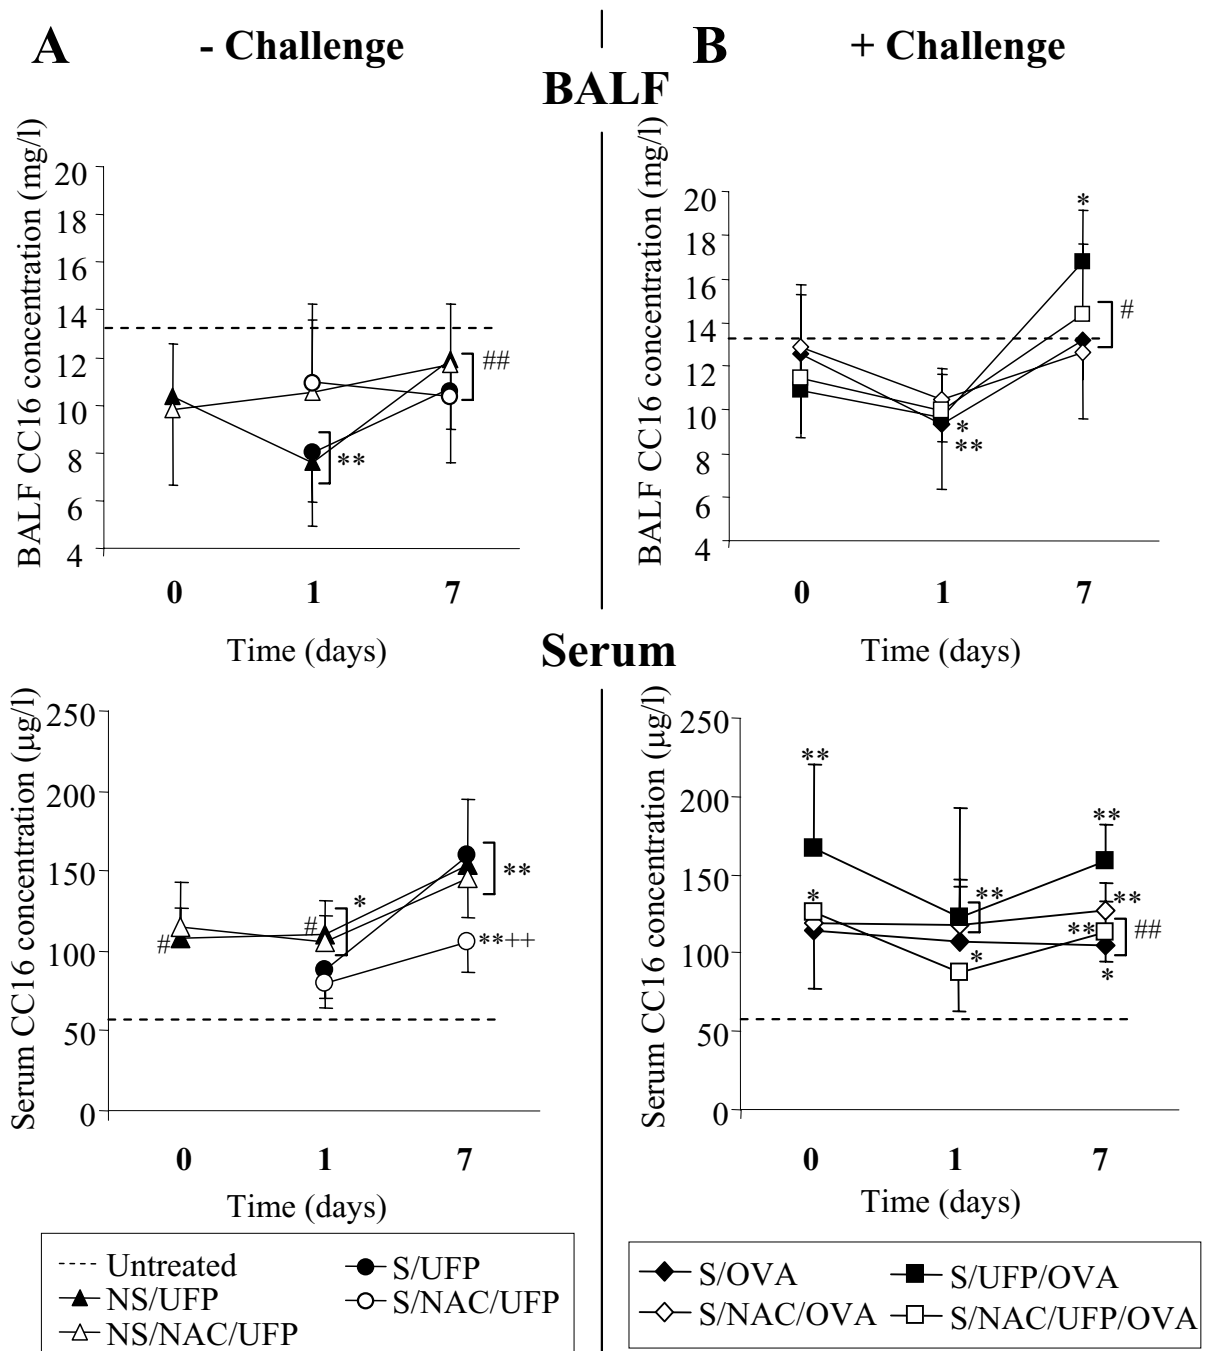 A - Challenge
B + Challenge
BALF
BALF CC16 concentration (mg/l)
20
18
16
14
12
10
8
6
4
**
##
0 1 7
Time (days)
BALF CC16 concentration (mg/l)
20
18
16
14
12
10
8
6
4
*
#
*
**
0 1 7
Time (days)
Serum
Serum CC16 concentration (µg/l)
250
200
150
100
50
0
#
#
*
**
**++
0 1 7
Time (days)
Serum CC16 concentration (µg/l)
250
200
150
100
50
0
**
*
**
*
**
**
**
##
*
0 1 7
Time (days)
Untreated
NS/UFP
NS/NAC/UFP
S/UFP
S/NAC/UFP
S/OVA
S/NAC/OVA
S/UFP/OVA
S/NAC/UFP/OVA